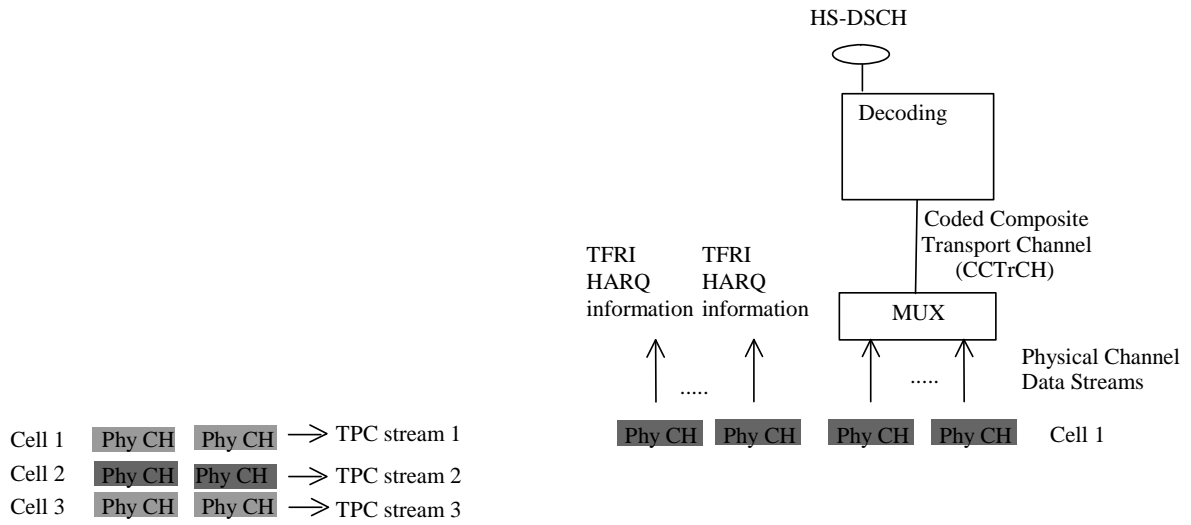 HS-DSCH
Decoding
Coded Composite
Transport Channel
(CCTrCH)
TFRI
HARQ
information
TFRI
HARQ
information
MUX
Physical Channel
Data Streams
.....
.....
Phy CH Phy CH Phy CH Phy CH Cell 1
Cell 1 Phy CH Phy CH TPC stream 1
Cell 2 Phy CH Phy CH TPC stream 2
Cell 3 Phy CH Phy CH TPC stream 3